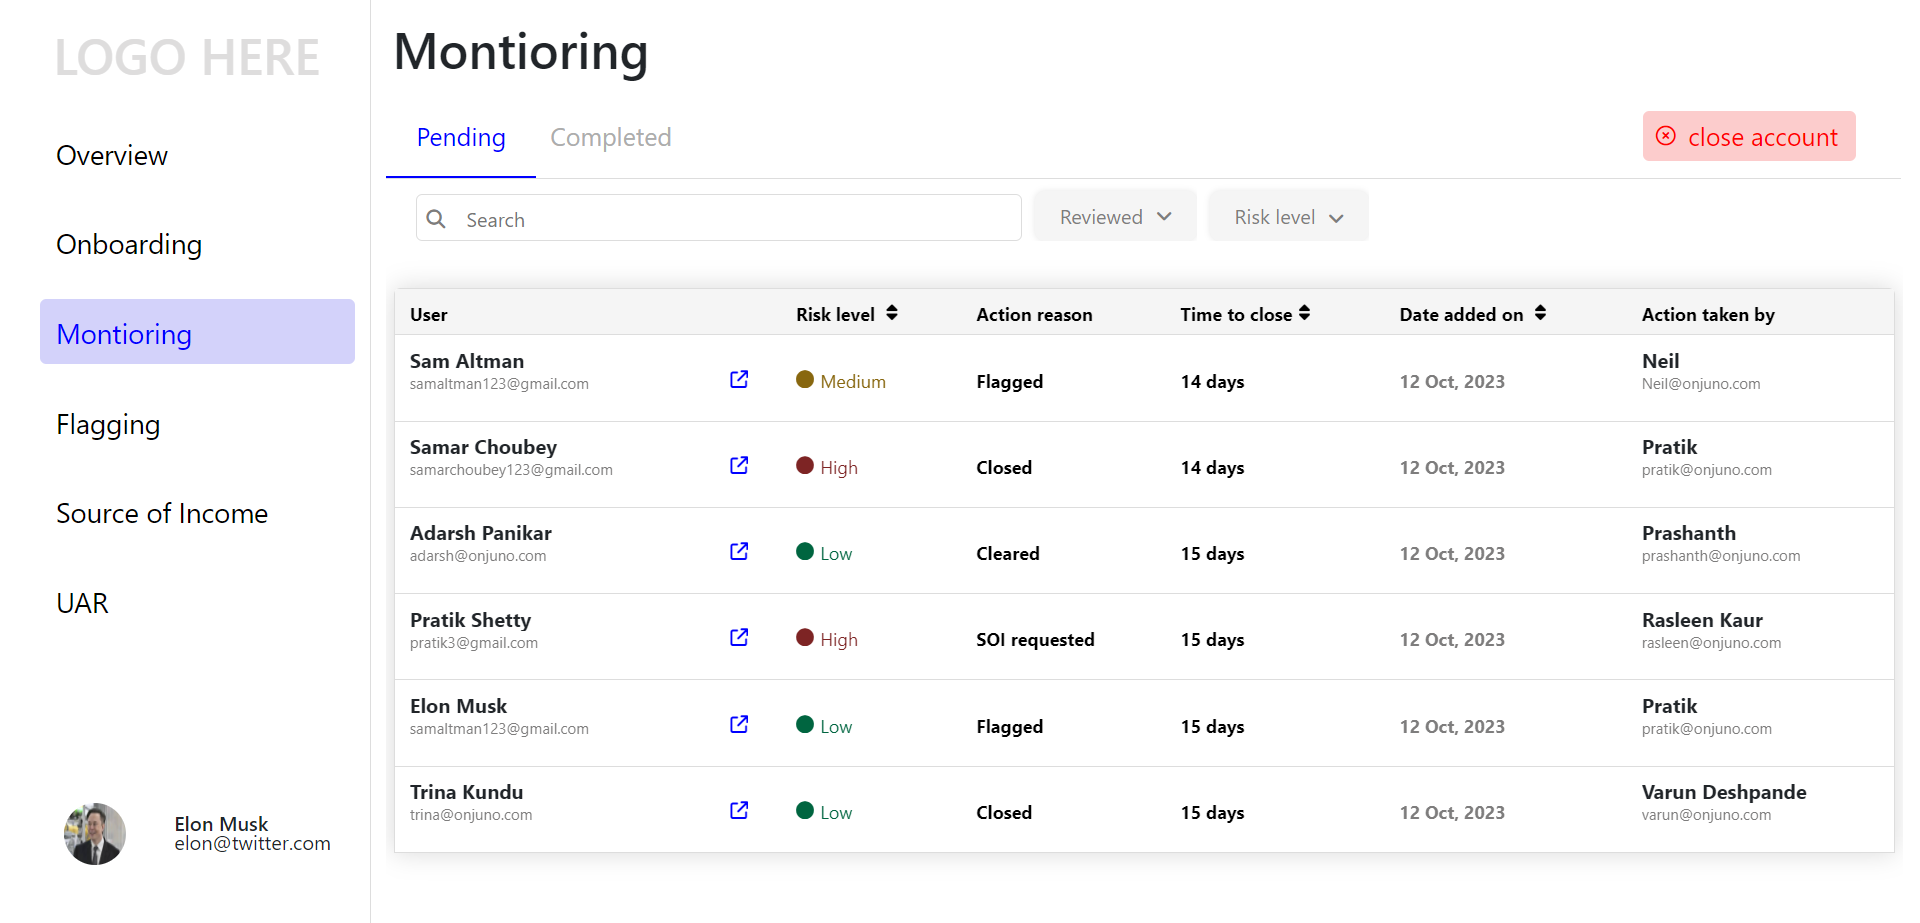 LOGO HERE
Overview
Onboarding
Montioring
Flagging
Source of Income
UAR
Elon Musk
elon@twitter.com
Montioring
Pending Completed
close account
Search Reviewed Risk level
User Risk level Action reason Time to close Date added on Action taken by
Sam Altman Neil
samaltman123@gmail.com Medium Flagged 14 days 12 Oct, 2023 Neil@onjuno.com
Samar Choubey Pratik
samarchoubey123@gmail.com High Closed 14 days 12 Oct, 2023 pratik@onjuno.com
Adarsh Panikar Prashanth
adarsh@onjuno.com Low Cleared 15 days 12 Oct, 2023 prashanth@onjuno.com
Pratik Shetty Rasleen Kaur
pratik3@gmail.com High SOI requested 15 days 12 Oct, 2023 rasleen@onjuno.com
Elon Musk Pratik
samaltman123@gmail.com Low Flagged 15 days 12 Oct, 2023 pratik@onjuno.com
Trina Kundu Varun Deshpande
trina@onjuno.com Low Closed 15 days 12 Oct, 2023 varun@onjuno.com